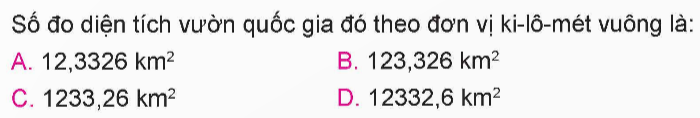 Số đo diện tích vườn quốc gia đó theo đơn vị ki-lô-mét vuông là:
A. 12,3326 km² B. 123,326 km²
C. 1233,26 km² D. 12332,6 km²